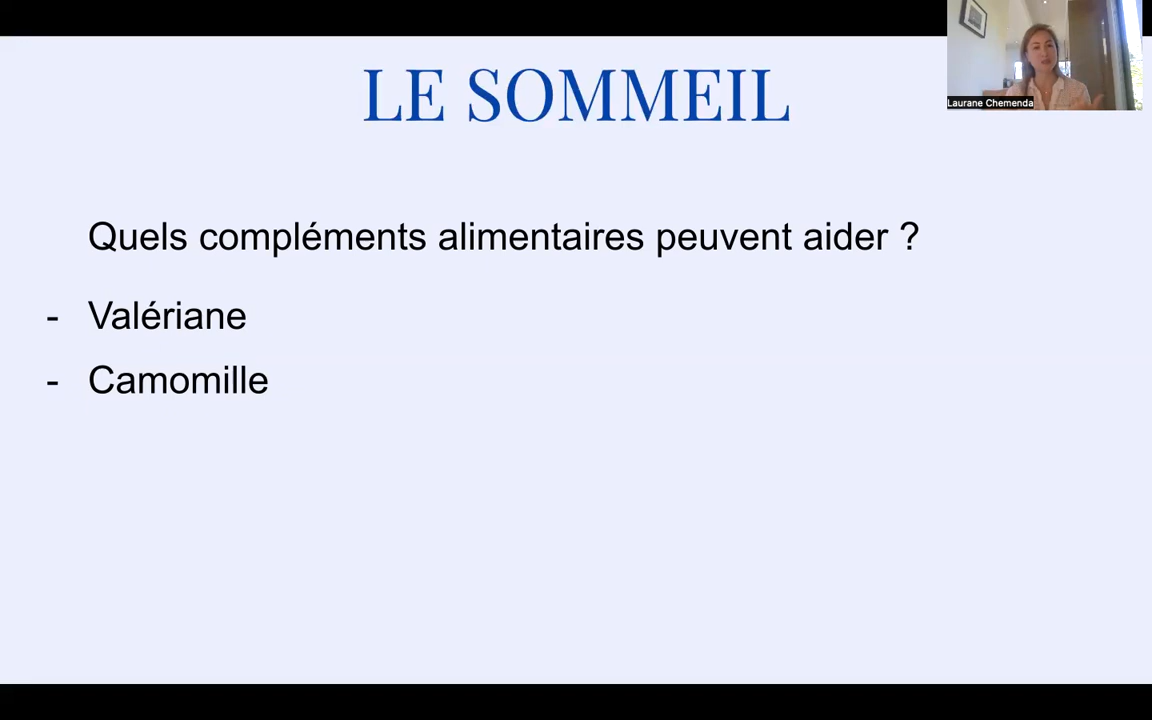 LE SOMMEIL
Laurane Chemenda
Quels compléments alimentaires peuvent aider ?
- Valériane
- Camomille